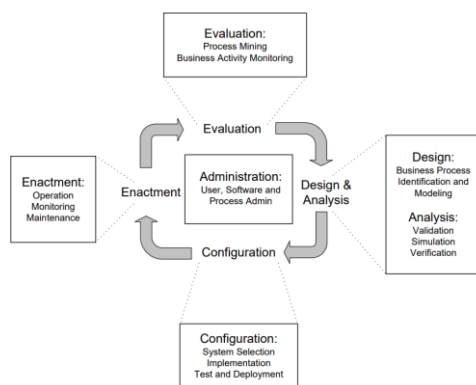 Evaluation:
Process Mining
Business Activity Monitoring
Evaluation
Enactment:
Operation
Monitoring
Maintenance
Enactment
Administration:
User, Software and
Process Admin
Design &
Analysis
Design:
Business Process
Identification and
Modeling
Analysis:
Validation
Simulation
Verification
Configuration
Configuration:
System Selection
Implementation
Test and Deployment